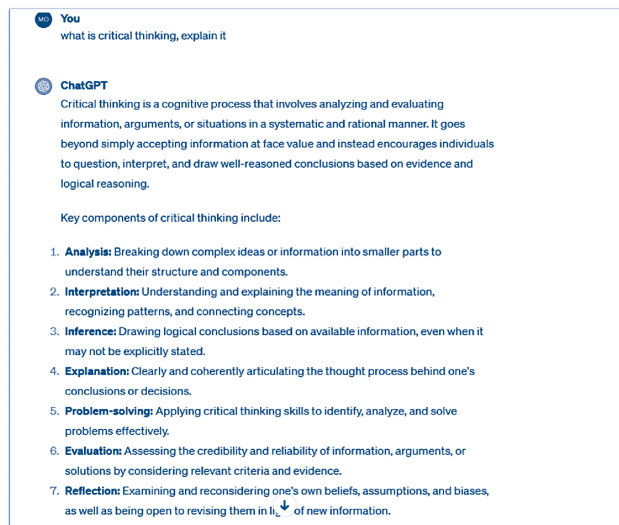 MO You
what is critical thinking, explain it
ChatGPT
Critical thinking is a cognitive process that involves analyzing and evaluating
information, arguments, or situations in a systematic and rational manner. It goes
beyond simply accepting information at face value and instead encourages individuals
to question, interpret, and draw well-reasoned conclusions based on evidence and
logical reasoning.
Key components of critical thinking include:
1. Analysis: Breaking down complex ideas or information into smaller parts to
understand their structure and components.
2. Interpretation: Understanding and explaining the meaning of information,
recognizing patterns, and connecting concepts.
3. Inference: Drawing logical conclusions based on available information, even when it
may not be explicitly stated.
4. Explanation: Clearly and coherently articulating the thought process behind one's
conclusions or decisions.
5. Problem-solving: Applying critical thinking skills to identify, analyze, and solve
problems effectively.
6. Evaluation: Assessing the credibility and reliability of information, arguments, or
solutions by considering relevant criteria and evidence.
7. Reflection: Examining and reconsidering one's own beliefs, assumptions, and biases,
as well as being open to revising them in of new information.